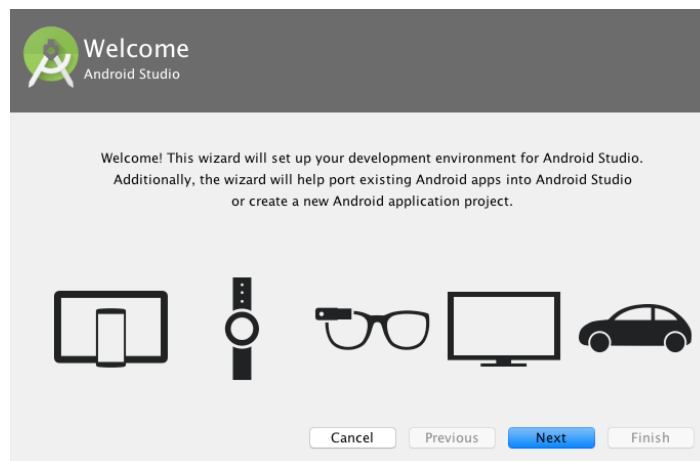 Welcome
Android Studio
Welcome! This wizard will set up your development environment for Android Studio.
Additionally, the wizard will help port existing Android apps into Android Studio
or create a new Android application project.
Cancel
Previous
Next
Finish